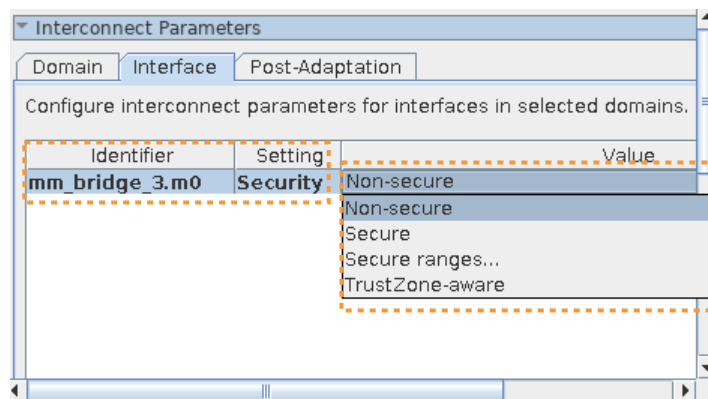 Interconnect Parameters
Domain Interface Post-Adaptation
Configure interconnect parameters for interfaces in selected domains.
Identifier Setting Value
mm_bridge_3.m0 Security Non-secure
Non-secure
Secure
Secure ranges...
TrustZone-aware